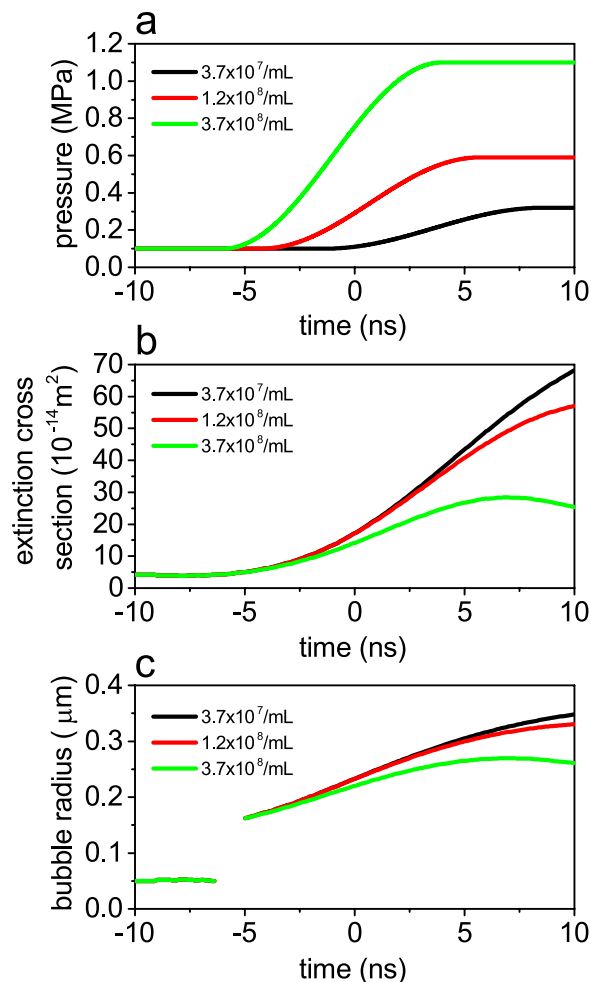 a
1.2
1.0
0.8
0.6
0.4
0.2
0.0
pressure (MPa)
3.7x10⁷/mL
1.2x10⁸/mL
3.7x10⁸/mL
-10 -5 0 5 10
time (ns)
b
70
60
50
40
30
20
10
0
extinction cross
section (10⁻¹⁴m²)
3.7x10⁷/mL
1.2x10⁸/mL
3.7x10⁸/mL
-10 -5 0 5 10
time (ns)
c
0.4
0.3
0.2
0.1
0.0
bubble radius ( μm)
3.7x10⁷/mL
1.2x10⁸/mL
3.7x10⁸/mL
-10 -5 0 5 10
time (ns)